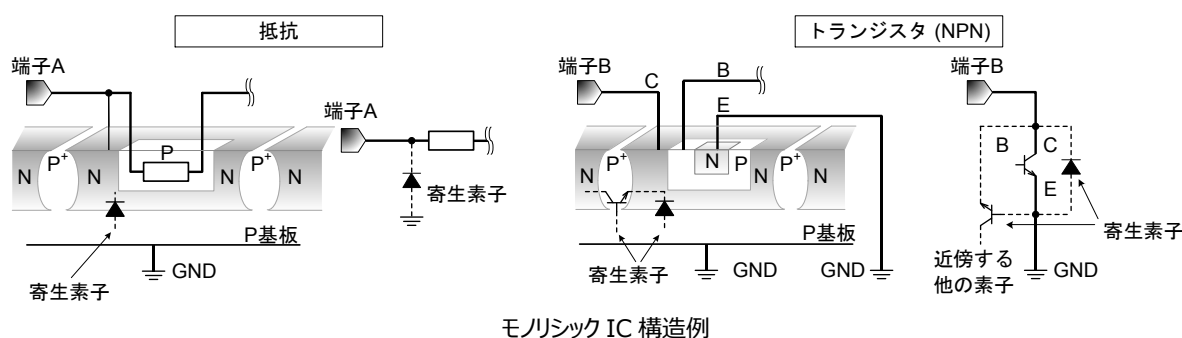 抵抗
トランジスタ (NPN)
端子A
端子A
N
P+
N
P
N
P+
N
寄生素子
P基板
GND
寄生素子
端子B
C
B
E
N
P+
N
N
P
N
P+
N
P基板
寄生素子
GND
GND
端子B
B
C
E
寄生素子
近傍する
他の素子
モノリシック IC 構造例